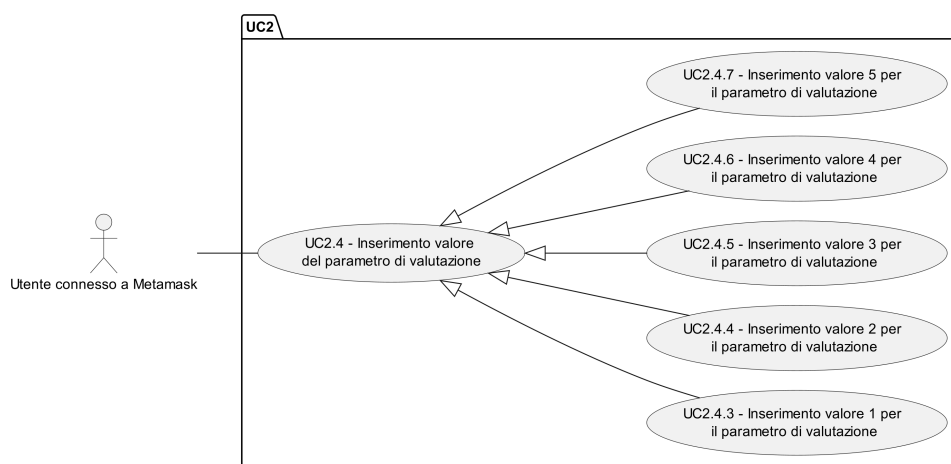 UC2
UC2.4.7 - Inserimento valore 5 per
il parametro di valutazione
UC2.4.6 - Inserimento valore 4 per
il parametro di valutazione
UC2.4 - Inserimento valore
del parametro di valutazione
UC2.4.5 - Inserimento valore 3 per
il parametro di valutazione
Utente connesso a Metamask
UC2.4.4 - Inserimento valore 2 per
il parametro di valutazione
UC2.4.3 - Inserimento valore 1 per
il parametro di valutazione